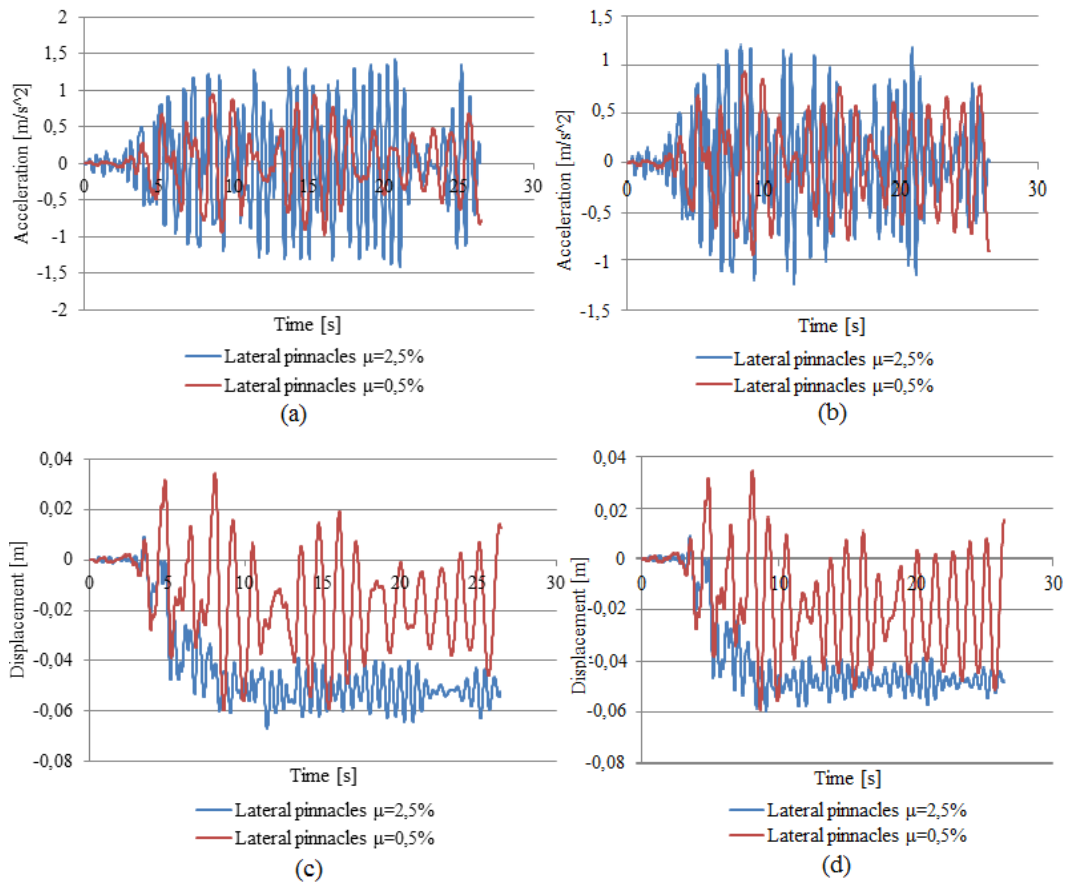 2
1,5
1
0,5
0
-0,5
-1
-1,5
-2
0
5
10
15
20
25
30
Acceleration [m/s^2]
Time [s]
Lateral pinnacles μ=2,5%
Lateral pinnacles μ=0,5%
(a)
1,5
1
0,5
0
-0,5
-1
-1,5
0
10
20
30
Acceleration [m/s^2]
Time [s]
Lateral pinnacles μ=2,5%
Lateral pinnacles μ=0,5%
(b)
0,04
0,02
0
-0,02
-0,04
-0,06
-0,08
0
5
10
15
20
25
30
Displacement [m]
Time [s]
Lateral pinnacles μ=2,5%
Lateral pinnacles μ=0,5%
(c)
0,04
0,02
0
-0,02
-0,04
-0,06
-0,08
0
10
20
30
Displacement [m]
Time [s]
Lateral pinnacles μ=2,5%
Lateral pinnacles μ=0,5%
(d)